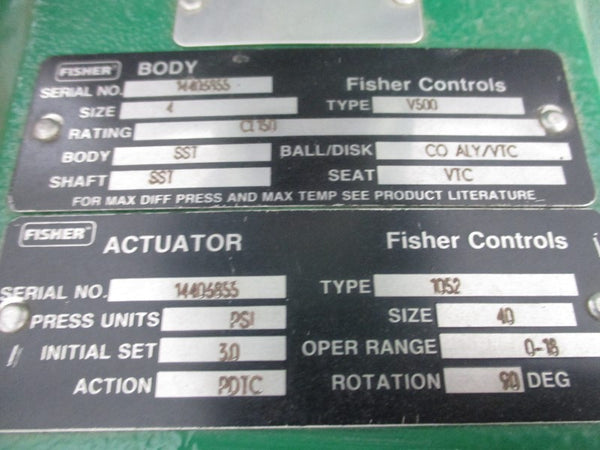 FISHER BODY Fisher Controls
SERIAL NO. 14406955
SIZE 4 TYPE V500
RATING CL150
BODY SST BALL/DISK CO ALY/VTC
SHAFT SST SEAT VTC
FOR MAX DIFF PRESS AND MAX TEMP SEE PRODUCT LITERATURE
FISHER ACTUATOR Fisher Controls
SERIAL NO. 14406955 TYPE 1052
PRESS UNITS PSI SIZE 40
INITIAL SET 3.0 OPER RANGE 0-18
ACTION PDTC ROTATION 90 DEG